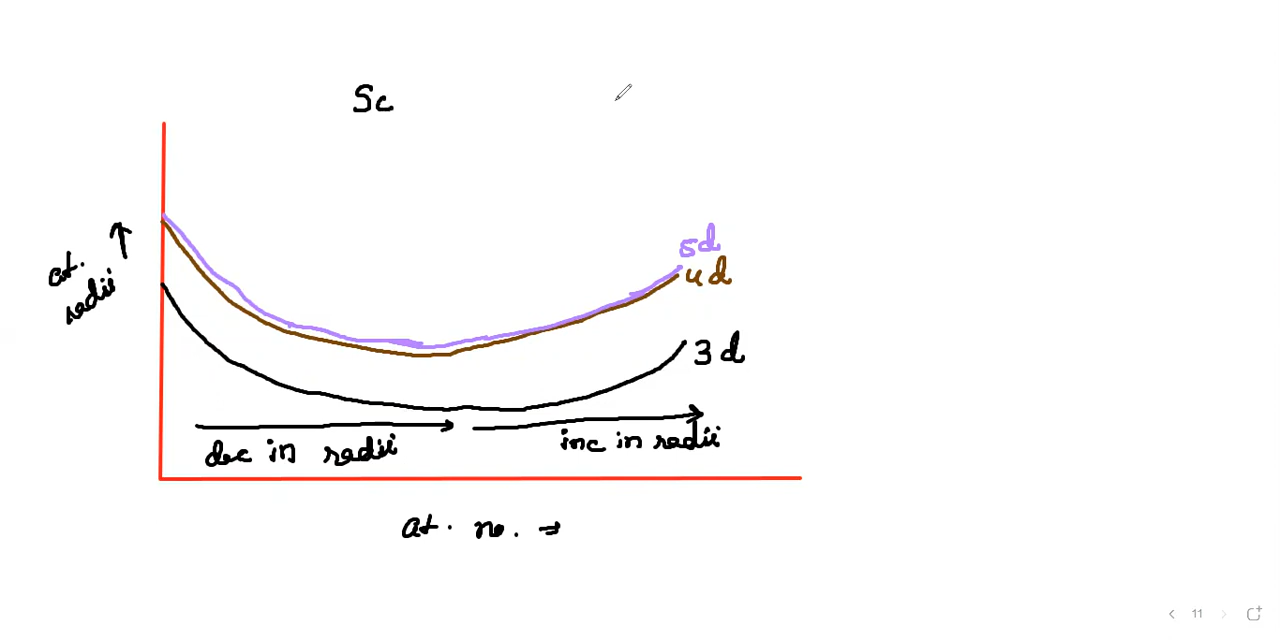 Sc
at. radii ↑
5d
4d
3d
dec in radii
inc in radii
at. no. ⇒
11